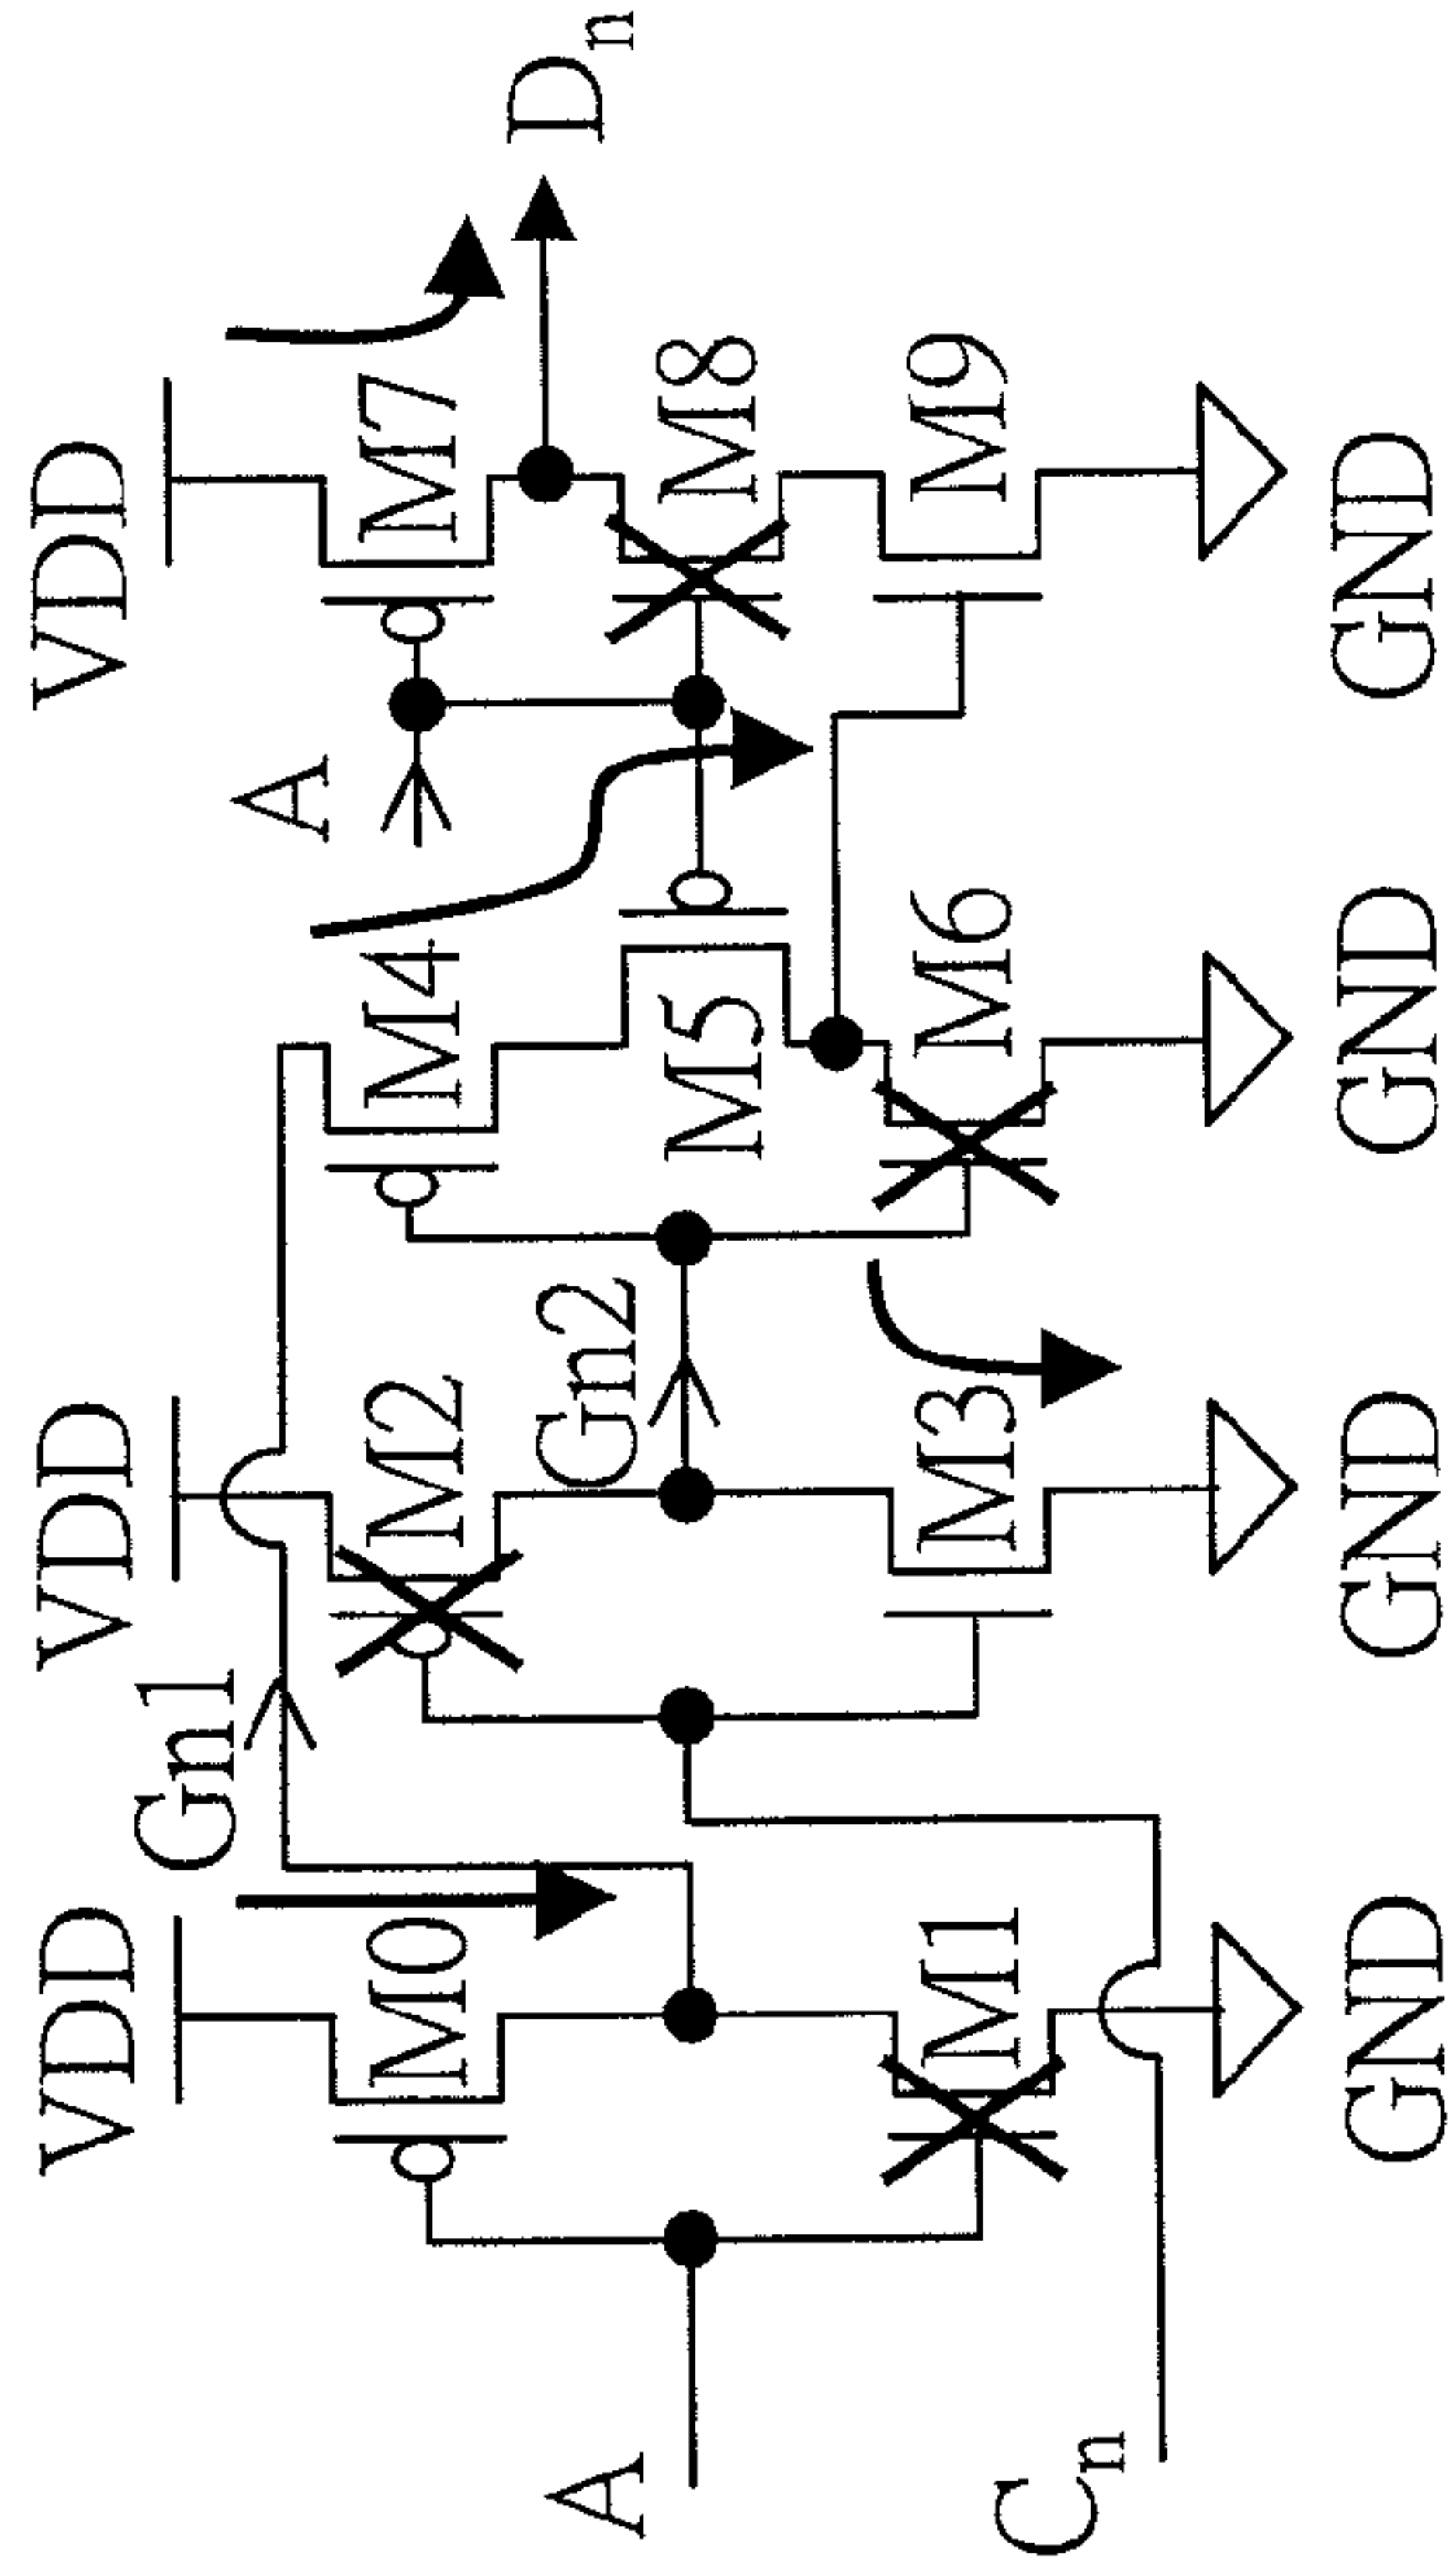 VDD VDD VDD
Gn1
A
M0 M2 M4 M7
A Gn2 Dn
M5 M8
M1 M3 M6 M9
Cn
GND GND GND GND